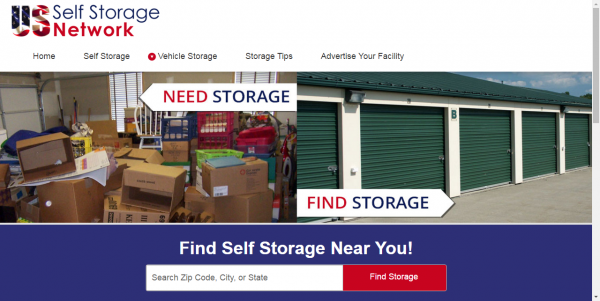 US Self Storage
Network
Home Self Storage Vehicle Storage Storage Tips Advertise Your Facility
NEED STORAGE
B
FIND STORAGE
Find Self Storage Near You!
Search Zip Code, City, or State Find Storage